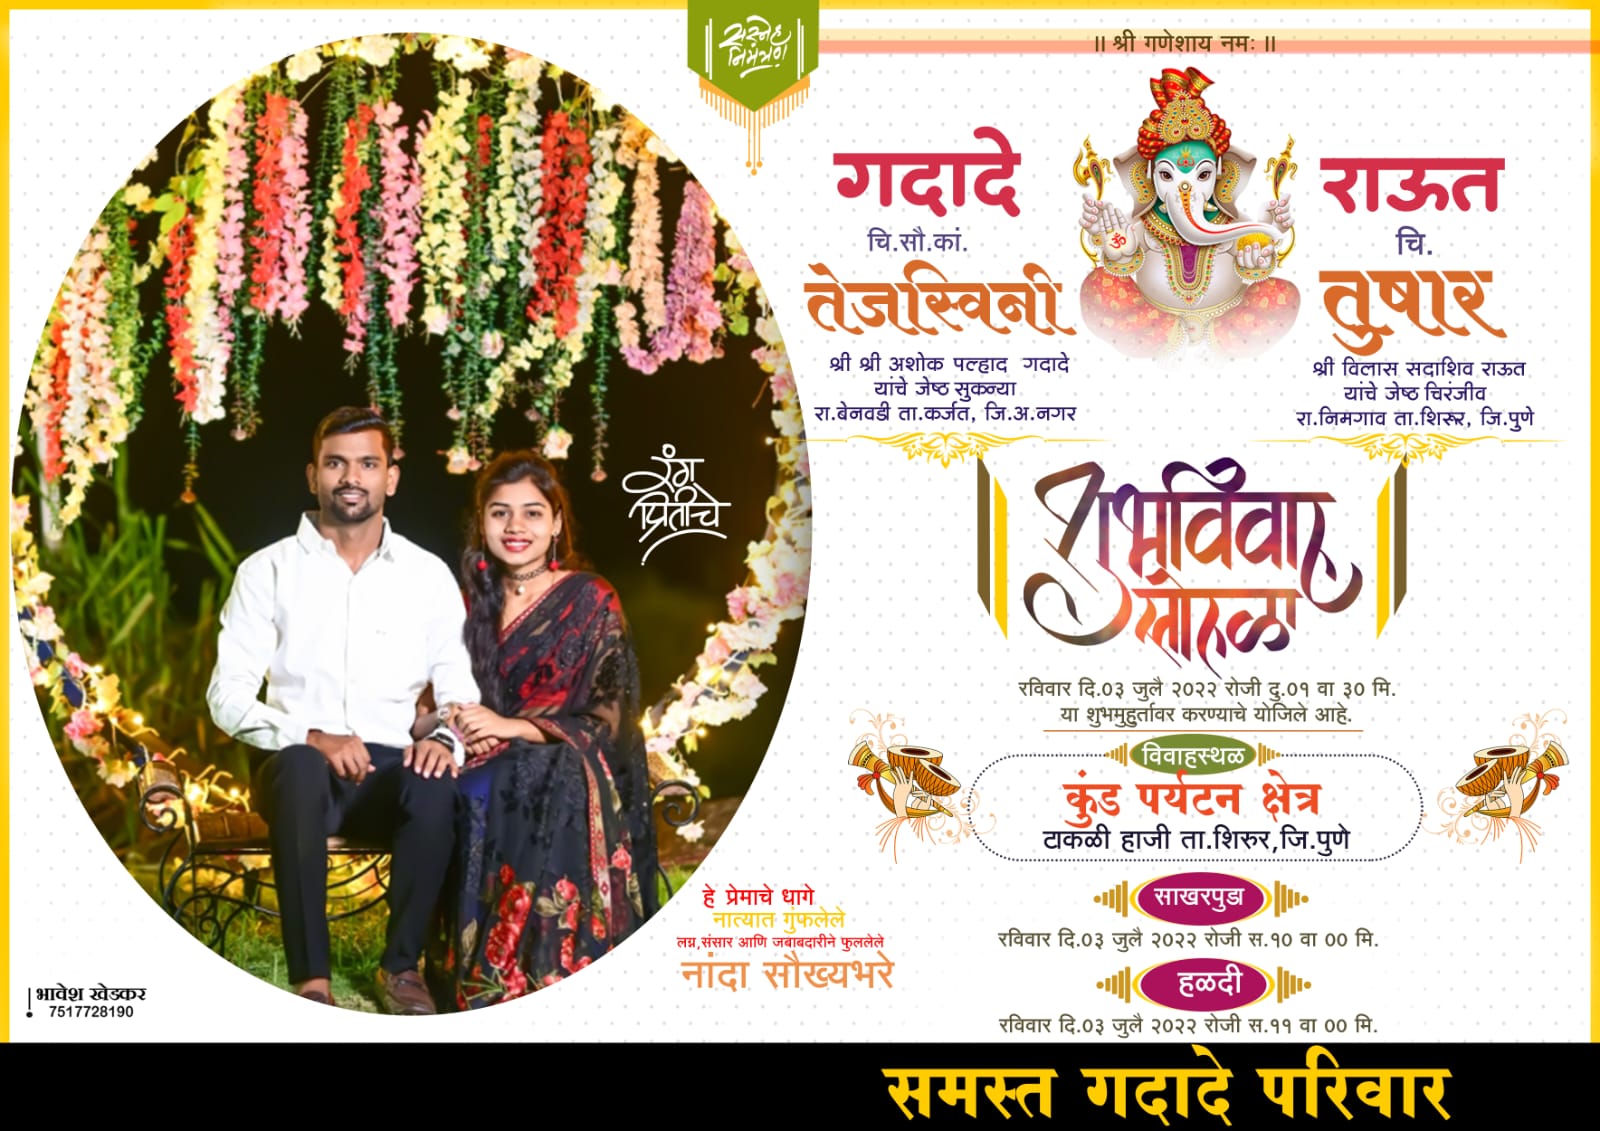 सस्नेह
निमंत्रण
॥ श्री गणेशाय नमः ॥
गदादे
चि.सौ.कां.
तेजस्विनी
श्री श्री अशोक पल्हाद गदादे
यांचे जेष्ठ सुकन्या
रा.बेनवडी ता.कर्जत, जि.अ.नगर
राऊत
चि.
तुषार
श्री विलास सदाशिव राऊत
यांचे जेष्ठ चिरंजीव
रा.निमगाव ता.शिरूर, जि.पुणे
रंग
प्रितीचे
शुभविवाह
सोहळा
रविवार दि.०३ जुलै २०२२ रोजी दु.०१ वा ३० मि.
या शुभमुहुर्तावर करण्याचे योजिले आहे.
विवाहस्थळ
कुंड पर्यटन क्षेत्र
टाकळी हाजी ता.शिरुर,जि.पुणे
साखरपुडा
रविवार दि.०३ जुलै २०२२ रोजी स.१० वा ०० मि.
हळदी
रविवार दि.०३ जुलै २०२२ रोजी स.११ वा ०० मि.
हे प्रेमाचे धागे
नात्यात गुंफलेले
लग्न,संसार आणि जबाबदारीने फुललेले
नांदा सौख्यभरे
भावेश खेडकर
7517728190
समस्त गदादे परिवार